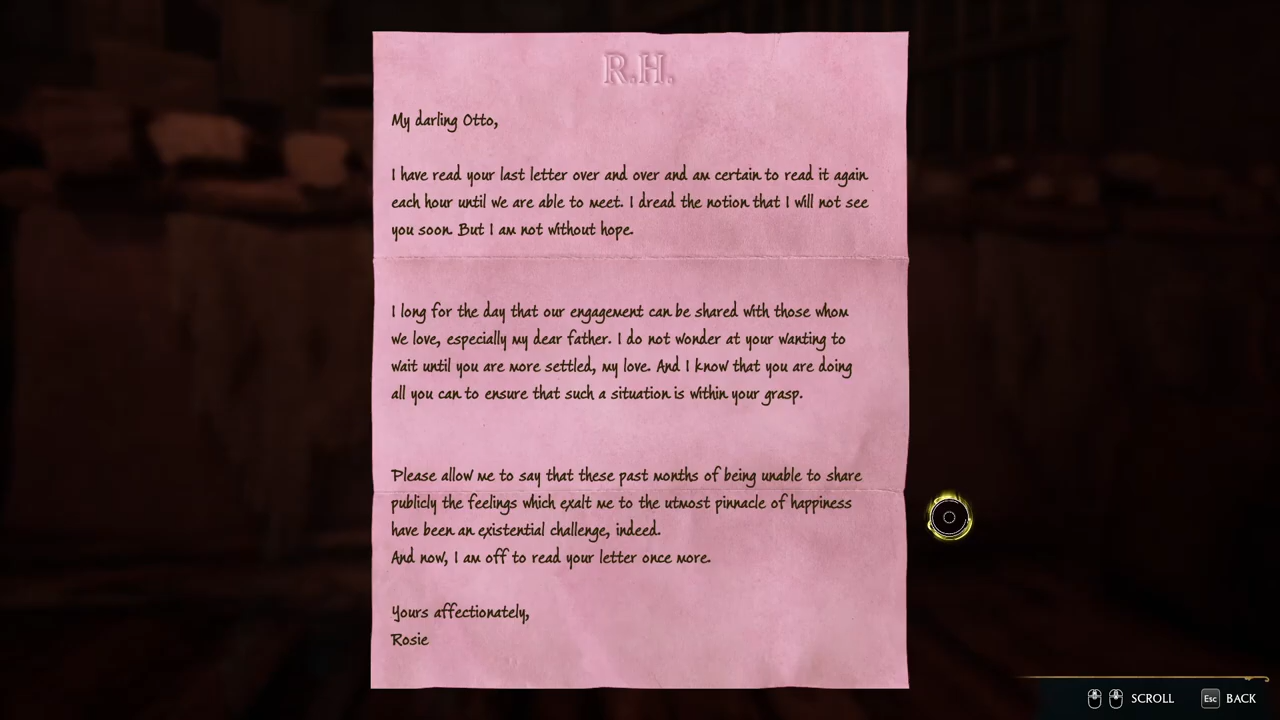 R.H.
My darling Otto,
I have read your last letter over and over and am certain to read it again
each hour until we are able to meet. I dread the notion that I will not see
you soon. But I am not without hope.
I long for the day that our engagement can be shared with those whom
we love, especially my dear father. I do not wonder at your wanting to
wait until you are more settled, my love. And I know that you are doing
all you can to ensure that such a situation is within your grasp.
Please allow me to say that these past months of being unable to share
publicly the feelings which exalt me to the utmost pinnacle of happiness
have been an existential challenge, indeed.
And now, I am off to read your letter once more.
Yours affectionately,
Rosie
SCROLL
Esc BACK